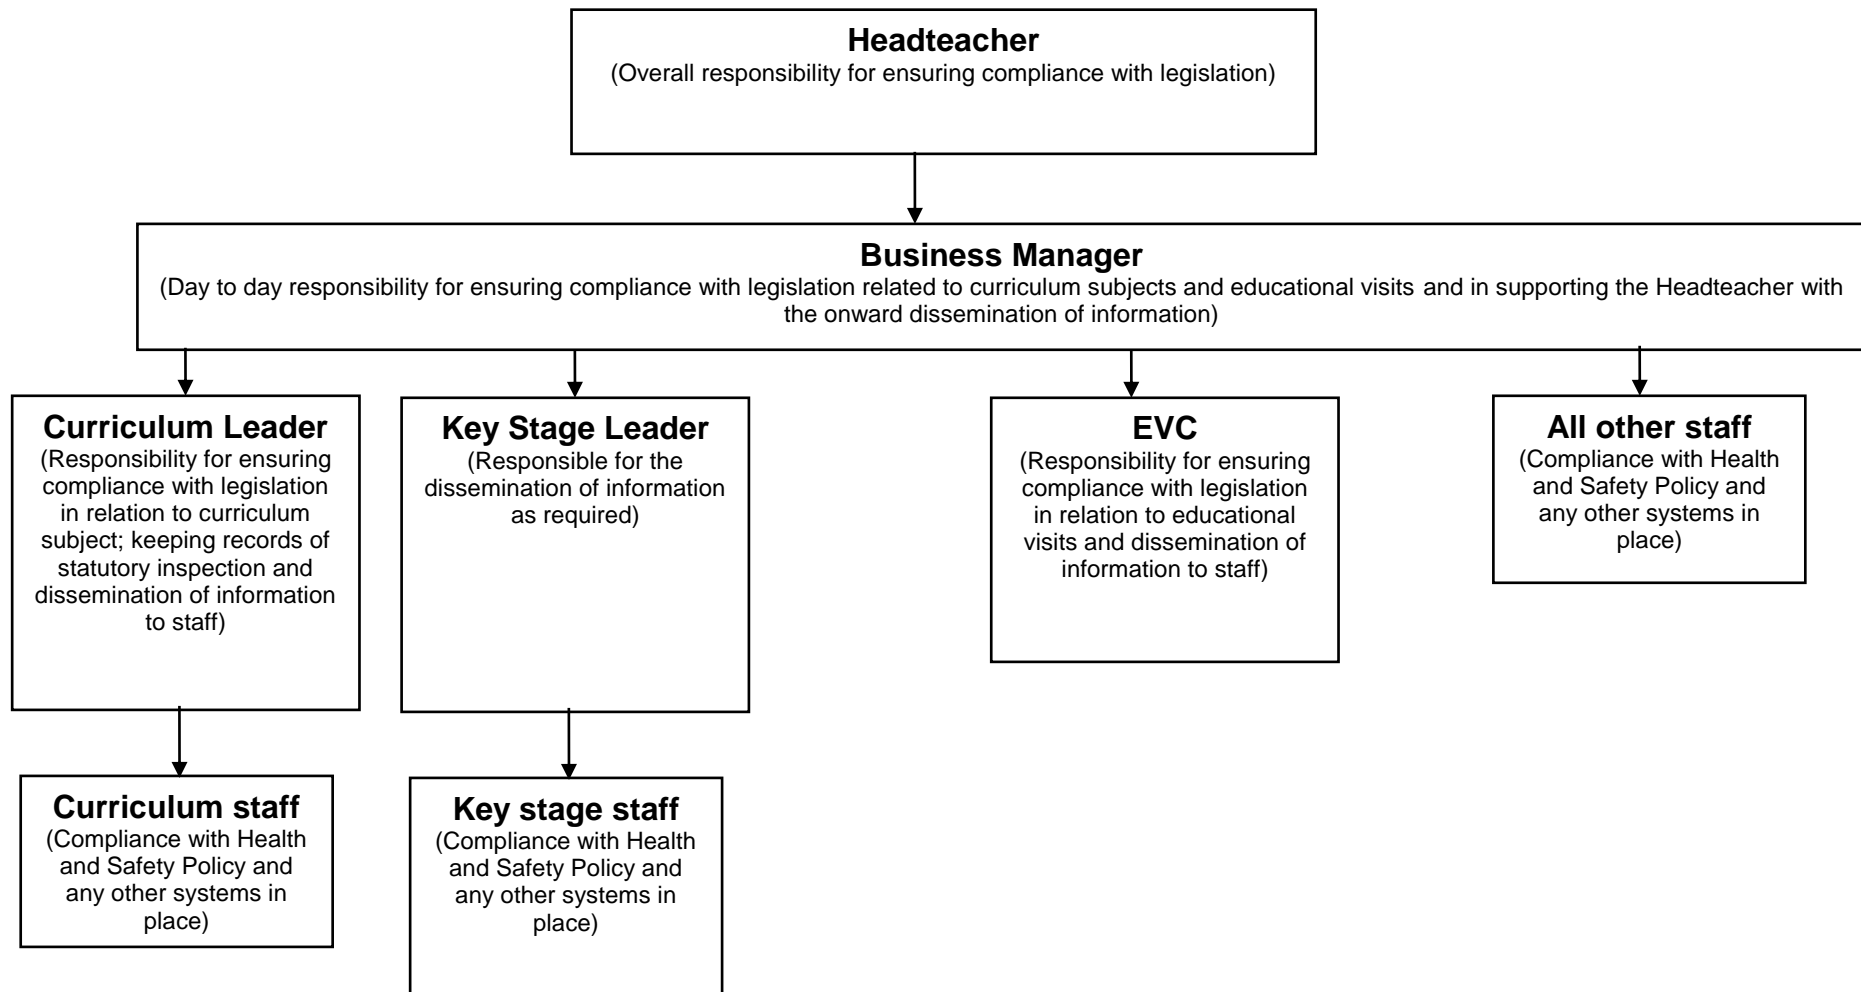 Headteacher
(Overall responsibility for ensuring compliance with legislation)
Business Manager
(Day to day responsibility for ensuring compliance with legislation related to curriculum subjects and educational visits and in supporting the Headteacher with
the onward dissemination of information)
Curriculum Leader
(Responsibility for ensuring
compliance with legislation
in relation to curriculum
subject; keeping records of
statutory inspection and
dissemination of information
to staff)
Key Stage Leader
(Responsible for the
dissemination of information
as required)
EVC
(Responsibility for ensuring
compliance with legislation
in relation to educational
visits and dissemination of
information to staff)
All other staff
(Compliance with Health
and Safety Policy and
any other systems in
place)
Curriculum staff
(Compliance with Health
and Safety Policy and
any other systems in
place)
Key stage staff
(Compliance with Health
and Safety Policy and
any other systems in
place)